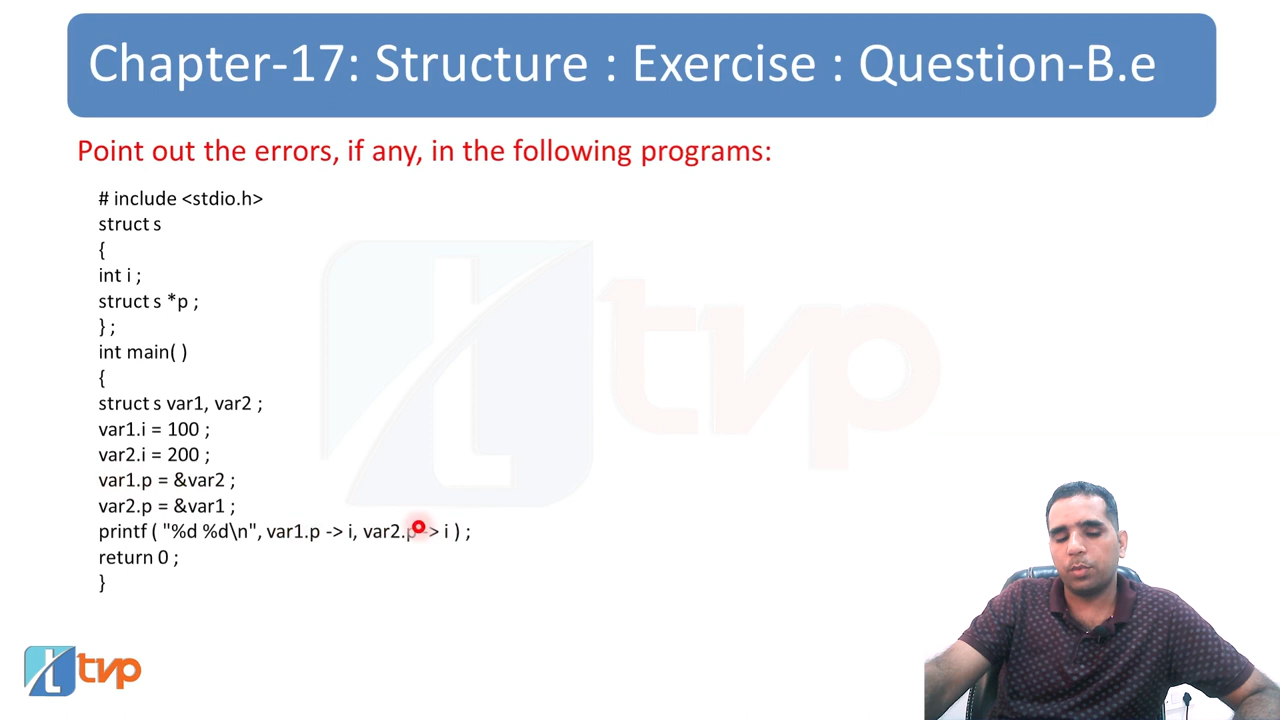 Chapter-17: Structure : Exercise : Question-B.e
Point out the errors, if any, in the following programs:
# include <stdio.h>
struct s
{
int i ;
struct s *p ;
} ;
int main( )
{
struct s var1, var2 ;
var1.i = 100 ;
var2.i = 200 ;
var1.p = &var2 ;
var2.p = &var1 ;
printf ( "%d %d\n", var1.p -> i, var2.p -> i ) ;
return 0 ;
}
tvp
t tvp